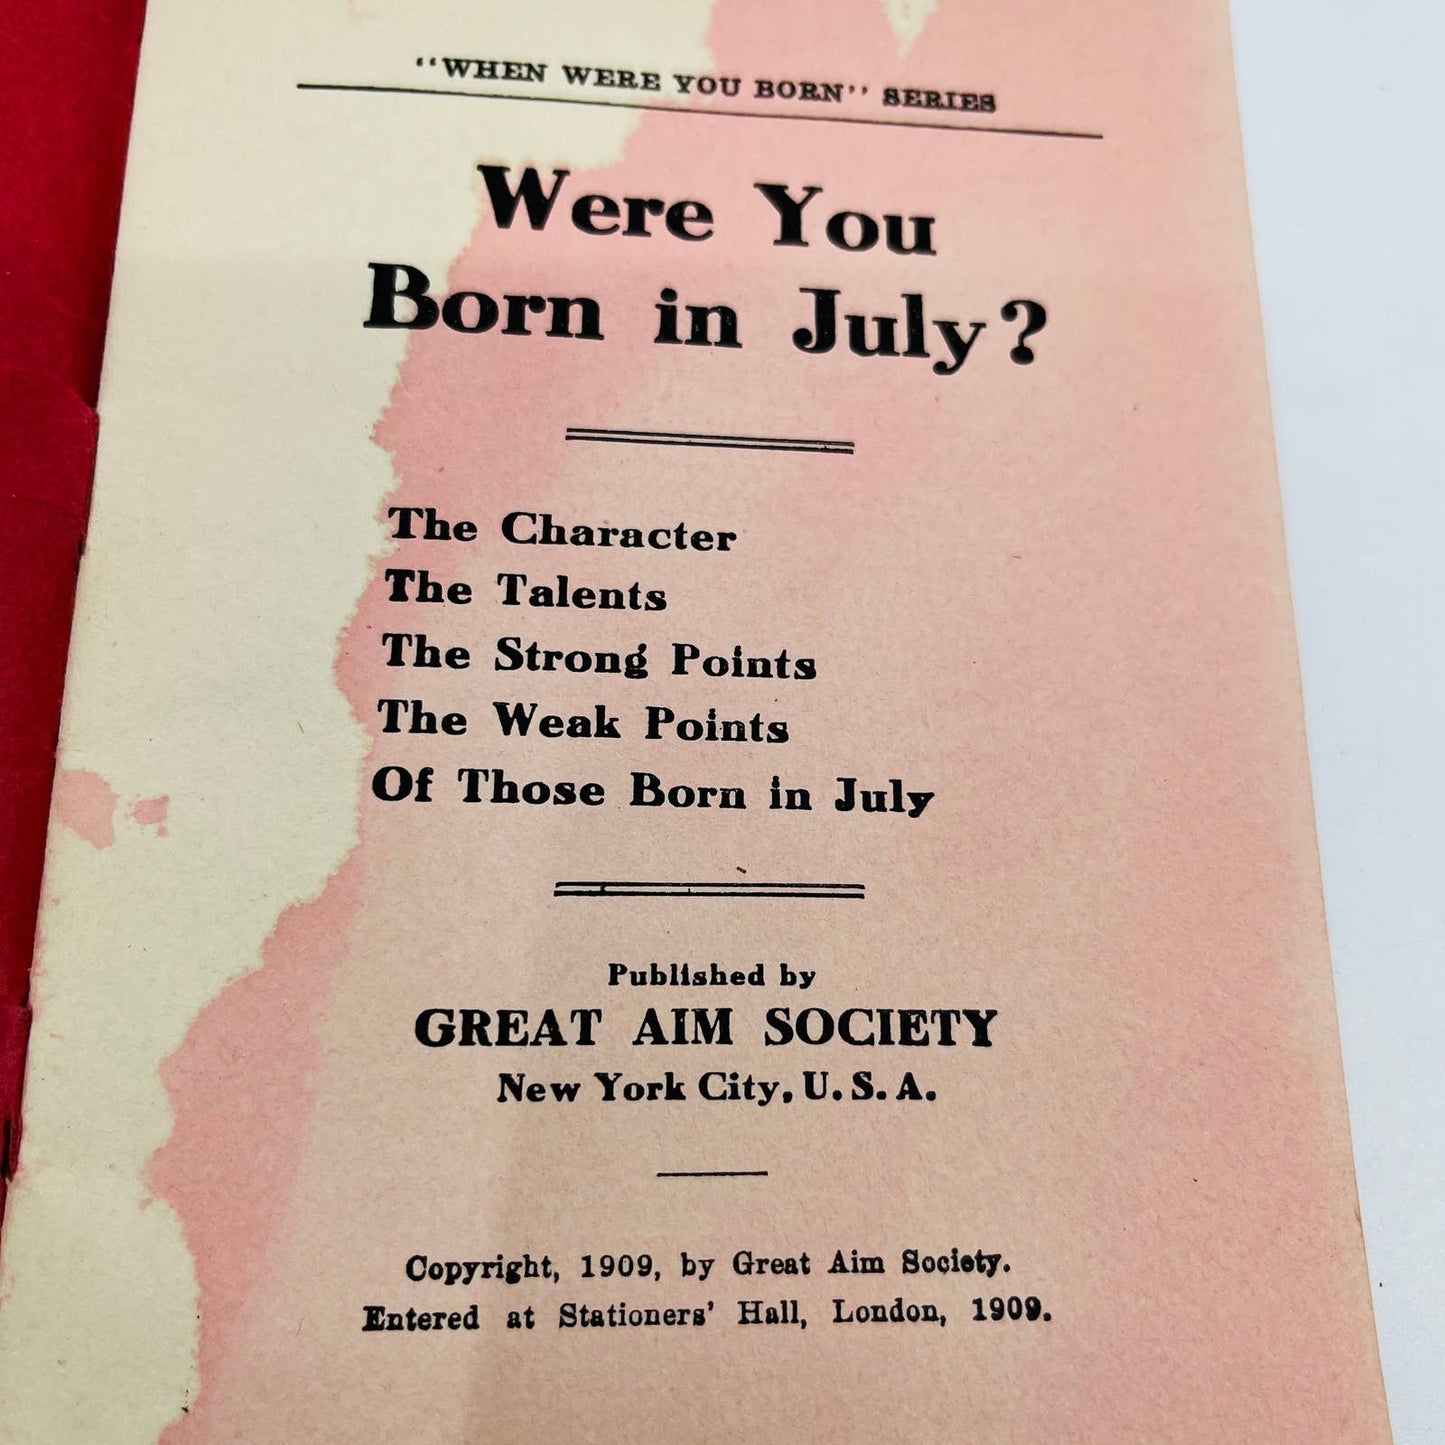 "WHEN WERE YOU BORN" SERIES
Were You
Born in July?
The Character
The Talents
The Strong Points
The Weak Points
Of Those Born in July
Published by
GREAT AIM SOCIETY
New York City, U. S. A.
Copyright, 1909, by Great Aim Society.
Entered at Stationers' Hall, London, 1909.